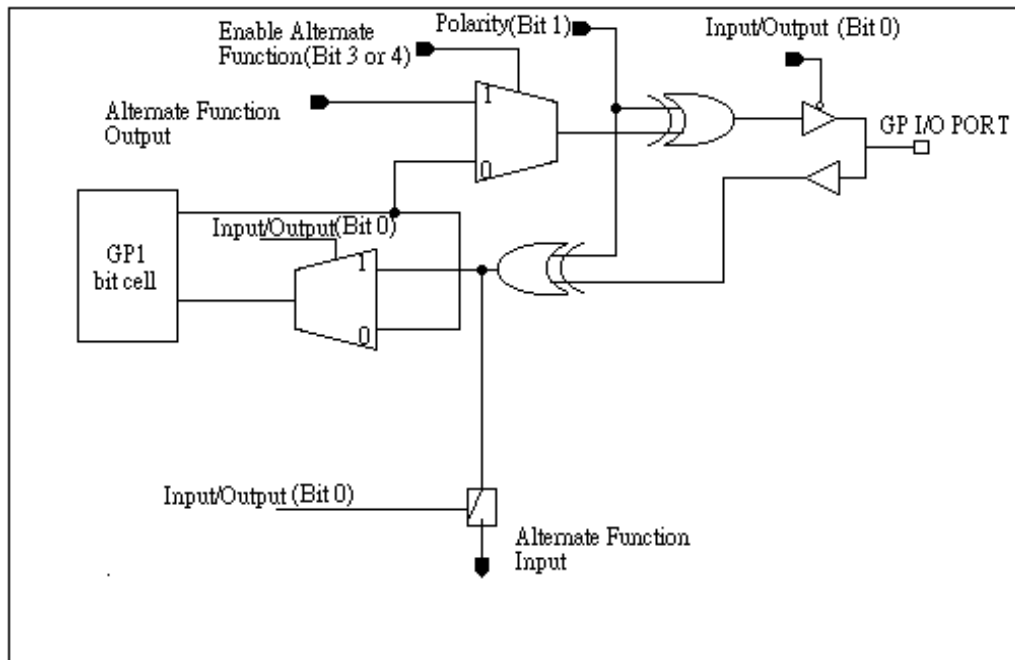 Polarity(Bit 1)
Input/Output (Bit 0)
Enable Alternate
Function(Bit 3 or 4)
1
Alternate Function
Output
GP I/O PORT
0
Input/Output(Bit 0)
GP1
bit cell
1
0
Input/Output (Bit 0)
Alternate Function
Input